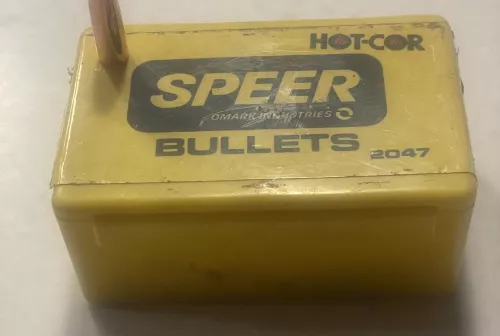 HOT-COR
SPEER
OMARK INDUSTRIES
BULLETS
2047